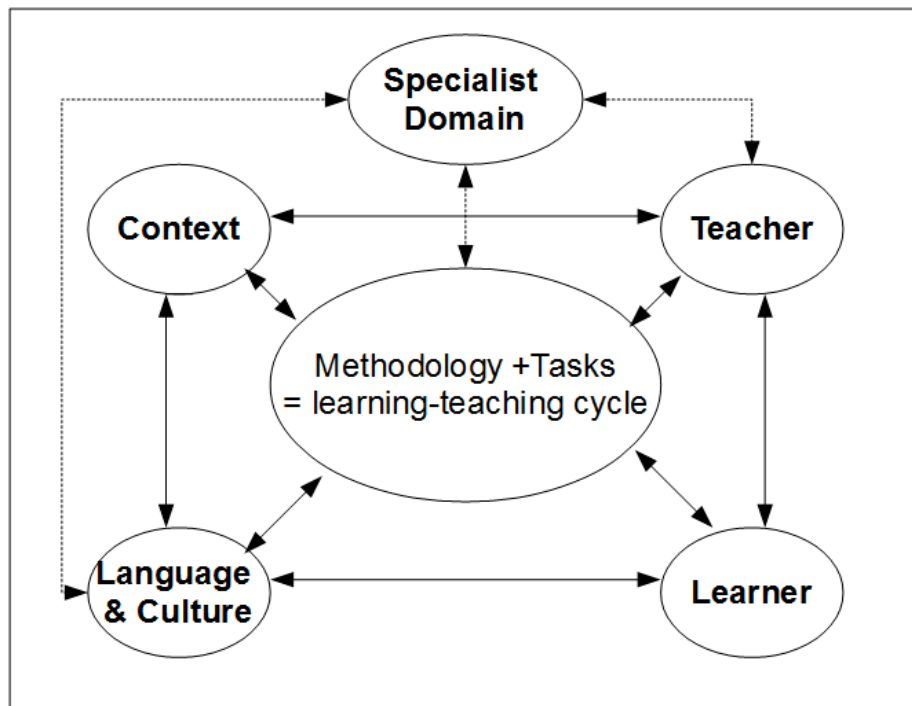 Specialist
Domain
Context
Teacher
Methodology +Tasks
= learning-teaching cycle
Language
& Culture
Learner